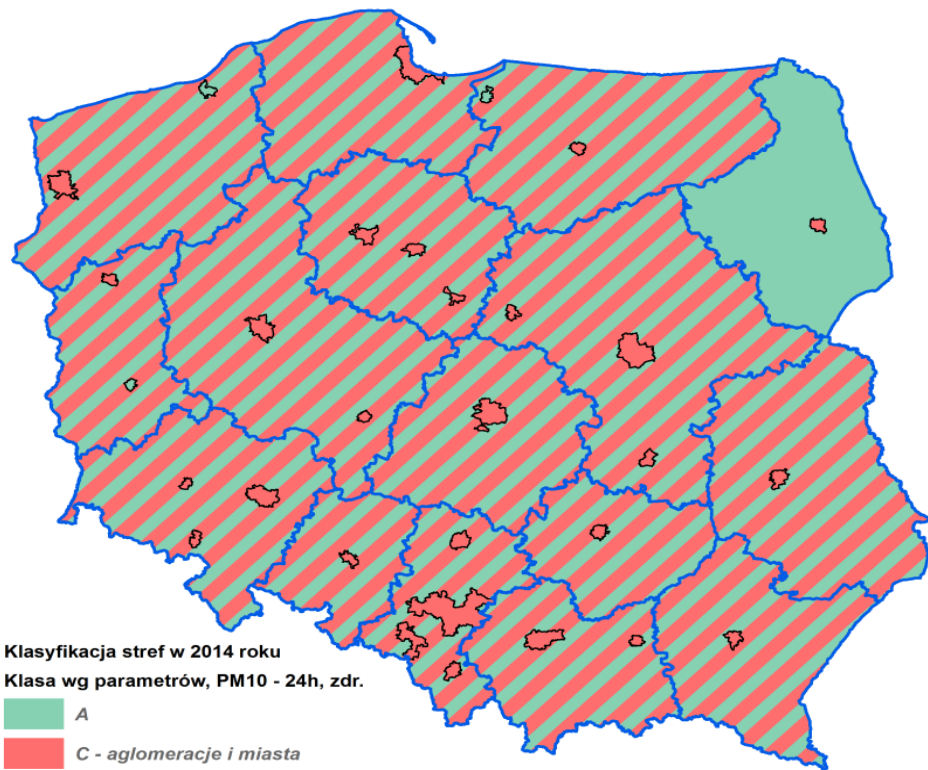 Klasyfikacja stref w 2014 roku
Klasa wg parametrów, PM10 - 24h, zdr.
A
C - aglomeracje i miasta